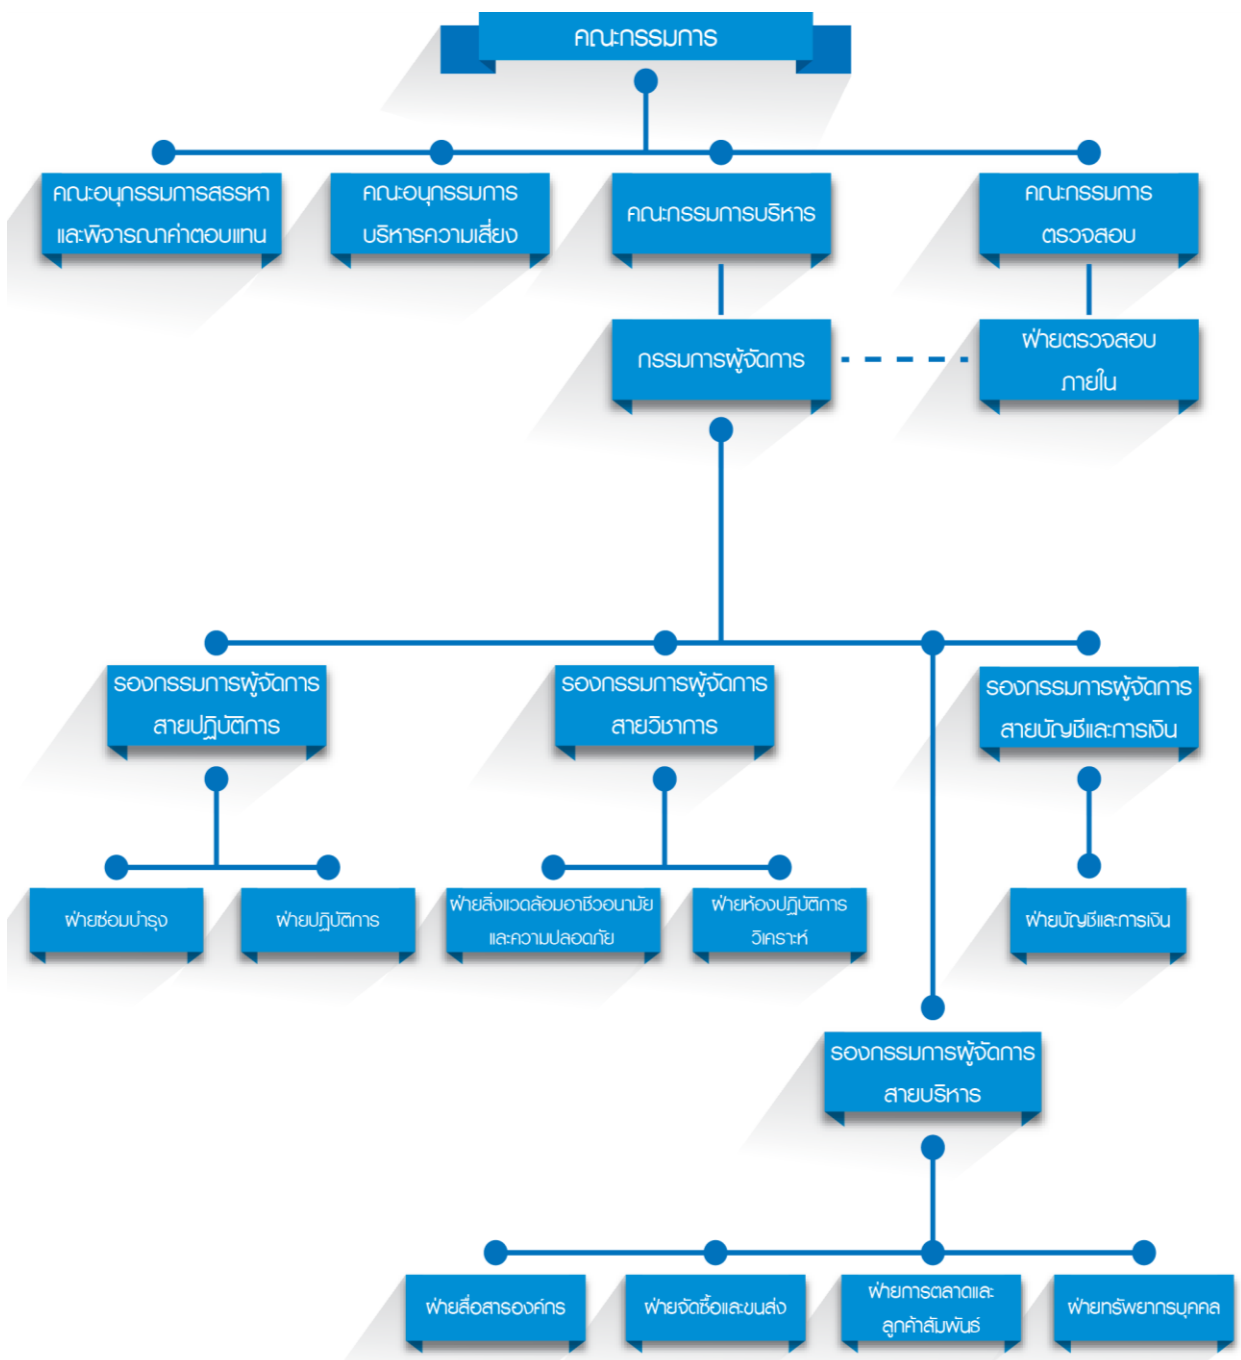 คณะกรรมการ
คณะอนุกรรมการสรรหา
และพิจารณาค่าตอบแทน
คณะอนุกรรมการ
บริหารความเสี่ยง
คณะกรรมการบริหาร
คณะกรรมการ
ตรวจสอบ
กรรมการผู้จัดการ
ฝ่ายตรวจสอบ
ภายใน
รองกรรมการผู้จัดการ
สายปฏิบัติการ
รองกรรมการผู้จัดการ
สายวิชาการ
รองกรรมการผู้จัดการ
สายบัญชีและการเงิน
ฝ่ายซ่อมบำรุง
ฝ่ายปฏิบัติการ
ฝ่ายสิ่งแวดล้อมอาชีวอนามัย
และความปลอดภัย
ฝ่ายห้องปฏิบัติการ
วิเคราะห์
ฝ่ายบัญชีและการเงิน
รองกรรมการผู้จัดการ
สายบริหาร
ฝ่ายสื่อสารองค์กร
ฝ่ายจัดซื้อและขนส่ง
ฝ่ายการตลาดและ
ลูกค้าสัมพันธ์
ฝ่ายทรัพยากรบุคคล